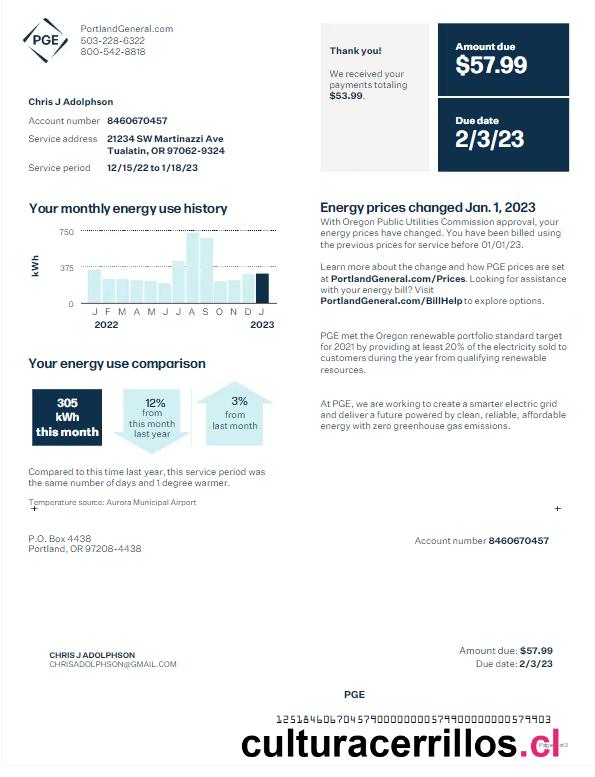 PGE
PortlandGeneral.com
503-228-6322
800-542-8818
Thank you!
We received your
payments totaling
$53.99.
Amount due
$57.99
Due date
2/3/23
Chris J Adolphson
Account number 8460670457
Service address 21234 SW Martinazzi Ave
Tualatin, OR 97062-9324
Service period 12/15/22 to 1/18/23
Your monthly energy use history
kWh
750
375
0
J F M A M J J A S O N D J
2022 2023
Energy prices changed Jan. 1, 2023
With Oregon Public Utilities Commission approval, your
energy prices have changed. You have been billed using
the previous prices for service before 01/01/23.
Learn more about the change and how PGE prices are set
at PortlandGeneral.com/Prices. Looking for assistance
with your energy bill? Visit
PortlandGeneral.com/BillHelp to explore options.
PGE met the Oregon renewable portfolio standard target
for 2021 by providing at least 20% of the electricity sold to
customers during the year from qualifying renewable
resources.
At PGE, we are working to create a smarter electric grid
and deliver a future powered by clean, reliable, affordable
energy with zero greenhouse gas emissions.
Your energy use comparison
305
kWh
this month
12%
from
this month
last year
3%
from
last month
Compared to this time last year, this service period was
the same number of days and 1 degree warmer.
Temperature source: Aurora Municipal Airport
P.O. Box 4438
Portland, OR 97208-4438
Account number 8460670457
CHRIS J ADOLPHSON
CHRISADOLPHSON@GMAIL.COM
Amount due: $57.99
Due date: 2/3/23
PGE
culturacerrillos.cl